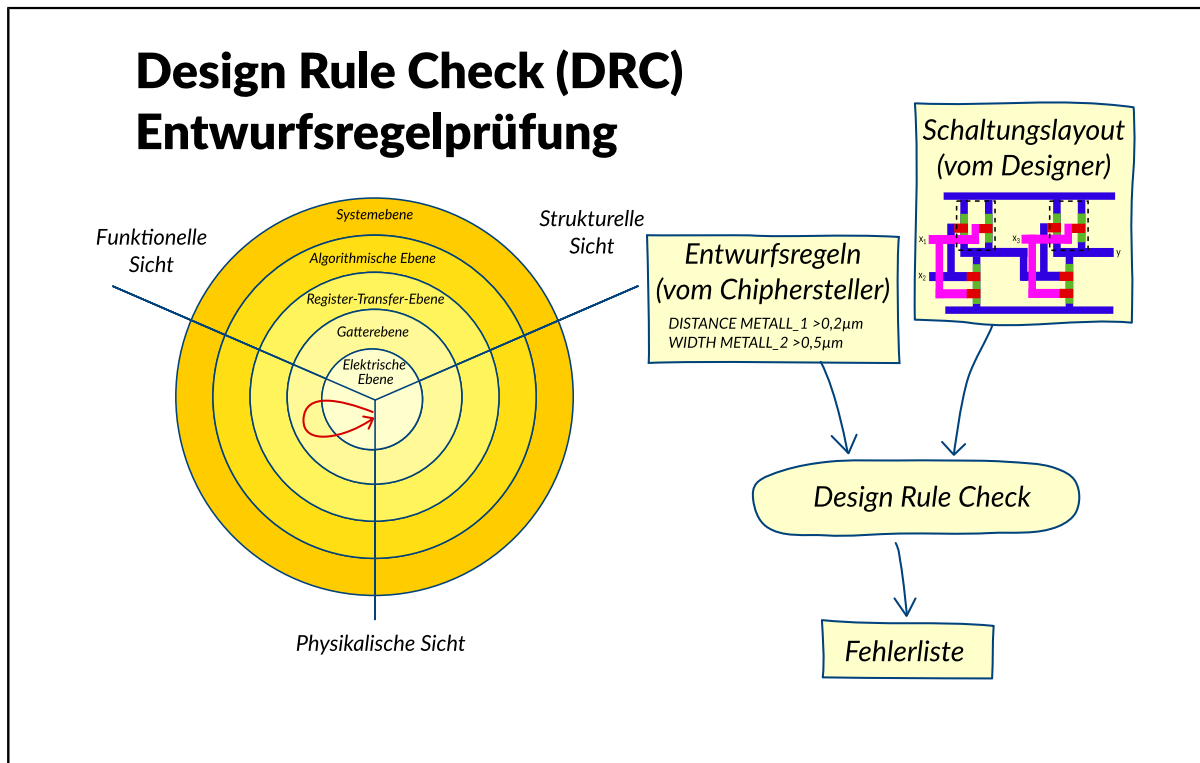 Design Rule Check (DRC)
Entwurfsregelprüfung
Systemebene
Algorithmische Ebene
Register-Transfer-Ebene
Gatterebene
Elektrische
Ebene
Funktionelle
Sicht
Strukturelle
Sicht
Physikalische Sicht
Entwurfsregeln
(vom Chiphersteller)
DISTANCE METALL_1 >0,2µm
WIDTH METALL_2 >0,5µm
Schaltungslayout
(vom Designer)
x₁
x₃
y
x₂
Design Rule Check
Fehlerliste